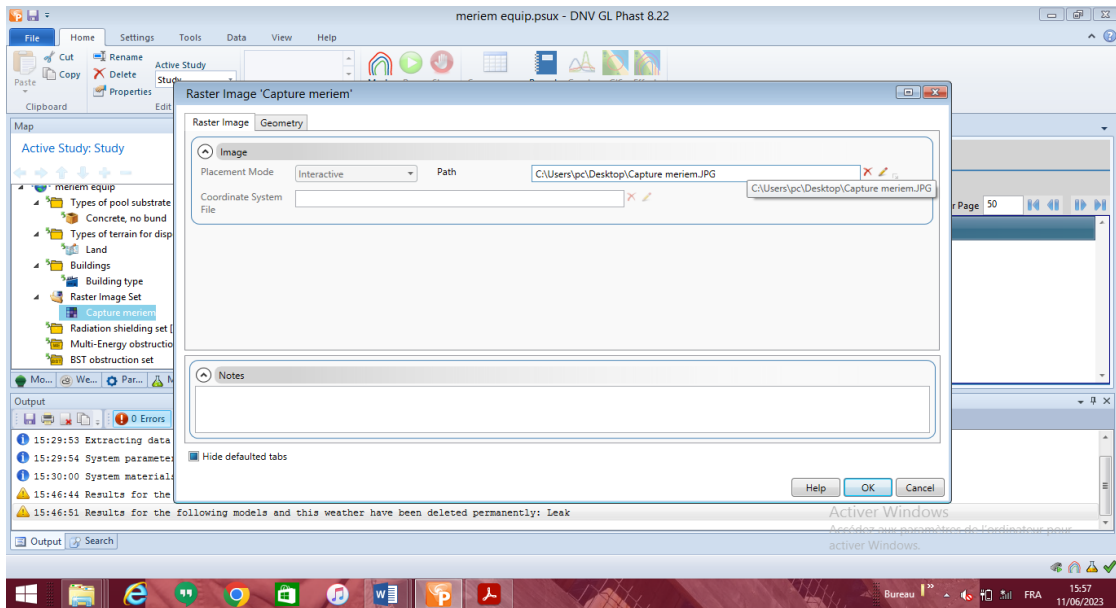 meriem equip.psux - DNV GL Phast 8.22
File Home Settings Tools Data View Help
Cut
Copy
Paste
Clipboard
Rename
Delete
Properties
Edit
Active Study
Study
Raster Image 'Capture meriem'
Raster Image Geometry
Image
Placement Mode Interactive Path C:\Users\pc\Desktop\Capture meriem.JPG
C:\Users\pc\Desktop\Capture meriem.JPG
Coordinate System
File
Notes
Hide defaulted tabs
Help OK Cancel
Map
Active Study: Study
meriem equip
Types of pool substrate
Concrete, no bund
Types of terrain for disp
Land
Buildings
Building type
Raster Image Set
Capture meriem
Radiation shielding set [
Multi-Energy obstructio
BST obstruction set
Mo... We... Par... M
r Page 50
Output
0 Errors
15:29:53 Extracting data
15:29:54 System parameter
15:30:00 System materials
15:46:44 Results for the
15:46:51 Results for the following models and this weather have been deleted permanently: Leak
Output Search
Activer Windows
Accédez aux paramètres de l'ordinateur pour
activer Windows.
Bureau FRA 15:57
11/06/2023